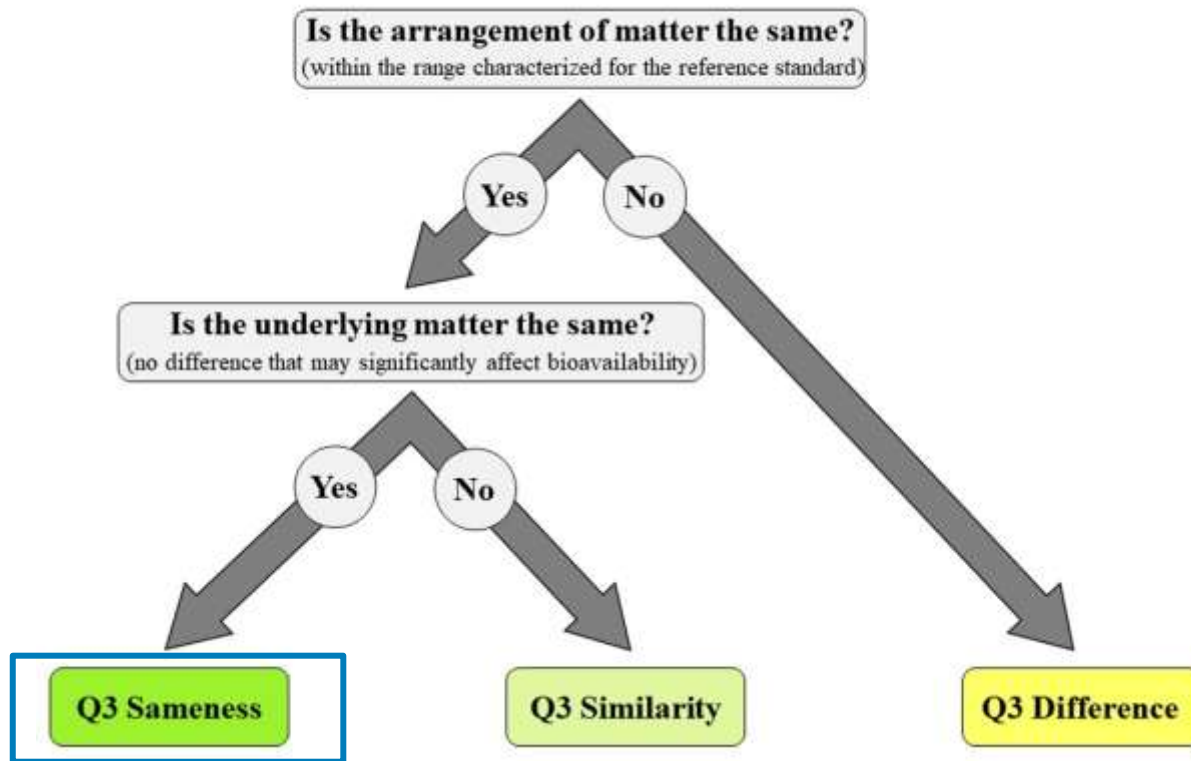 Is the arrangement of matter the same?
(within the range characterized for the reference standard)
Yes
No
Is the underlying matter the same?
(no difference that may significantly affect bioavailability)
Yes
No
Q3 Sameness
Q3 Similarity
Q3 Difference